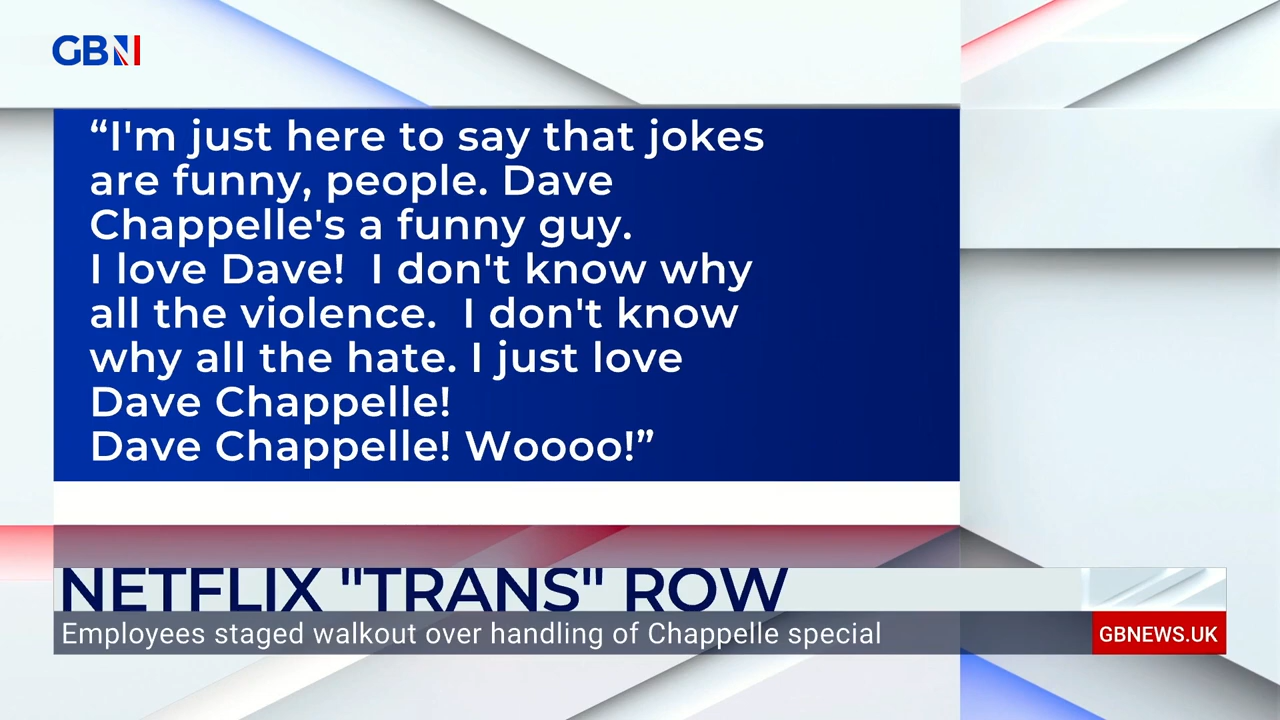 GBN
“I'm just here to say that jokes
are funny, people. Dave
Chappelle's a funny guy.
I love Dave!  I don't know why
all the violence.  I don't know
why all the hate. I just love
Dave Chappelle!
Dave Chappelle! Woooo!”
NETFLIX "TRANS" ROW
Employees staged walkout over handling of Chappelle special
GBNEWS.UK